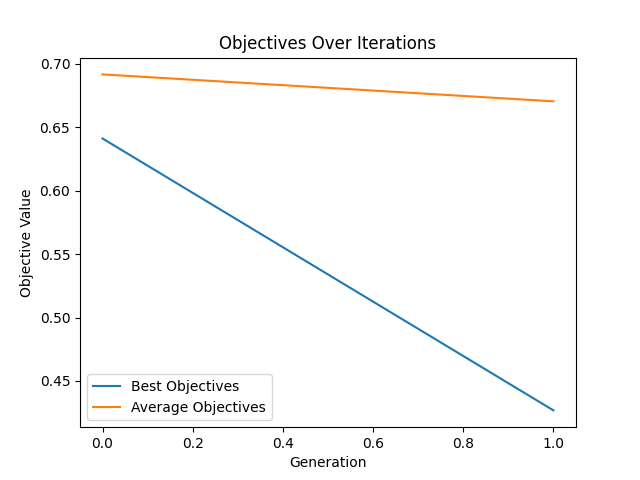 Objectives Over Iterations
Objective Value
0.70
0.65
0.60
0.55
0.50
0.45
Best Objectives
Average Objectives
0.0 0.2 0.4 0.6 0.8 1.0
Generation